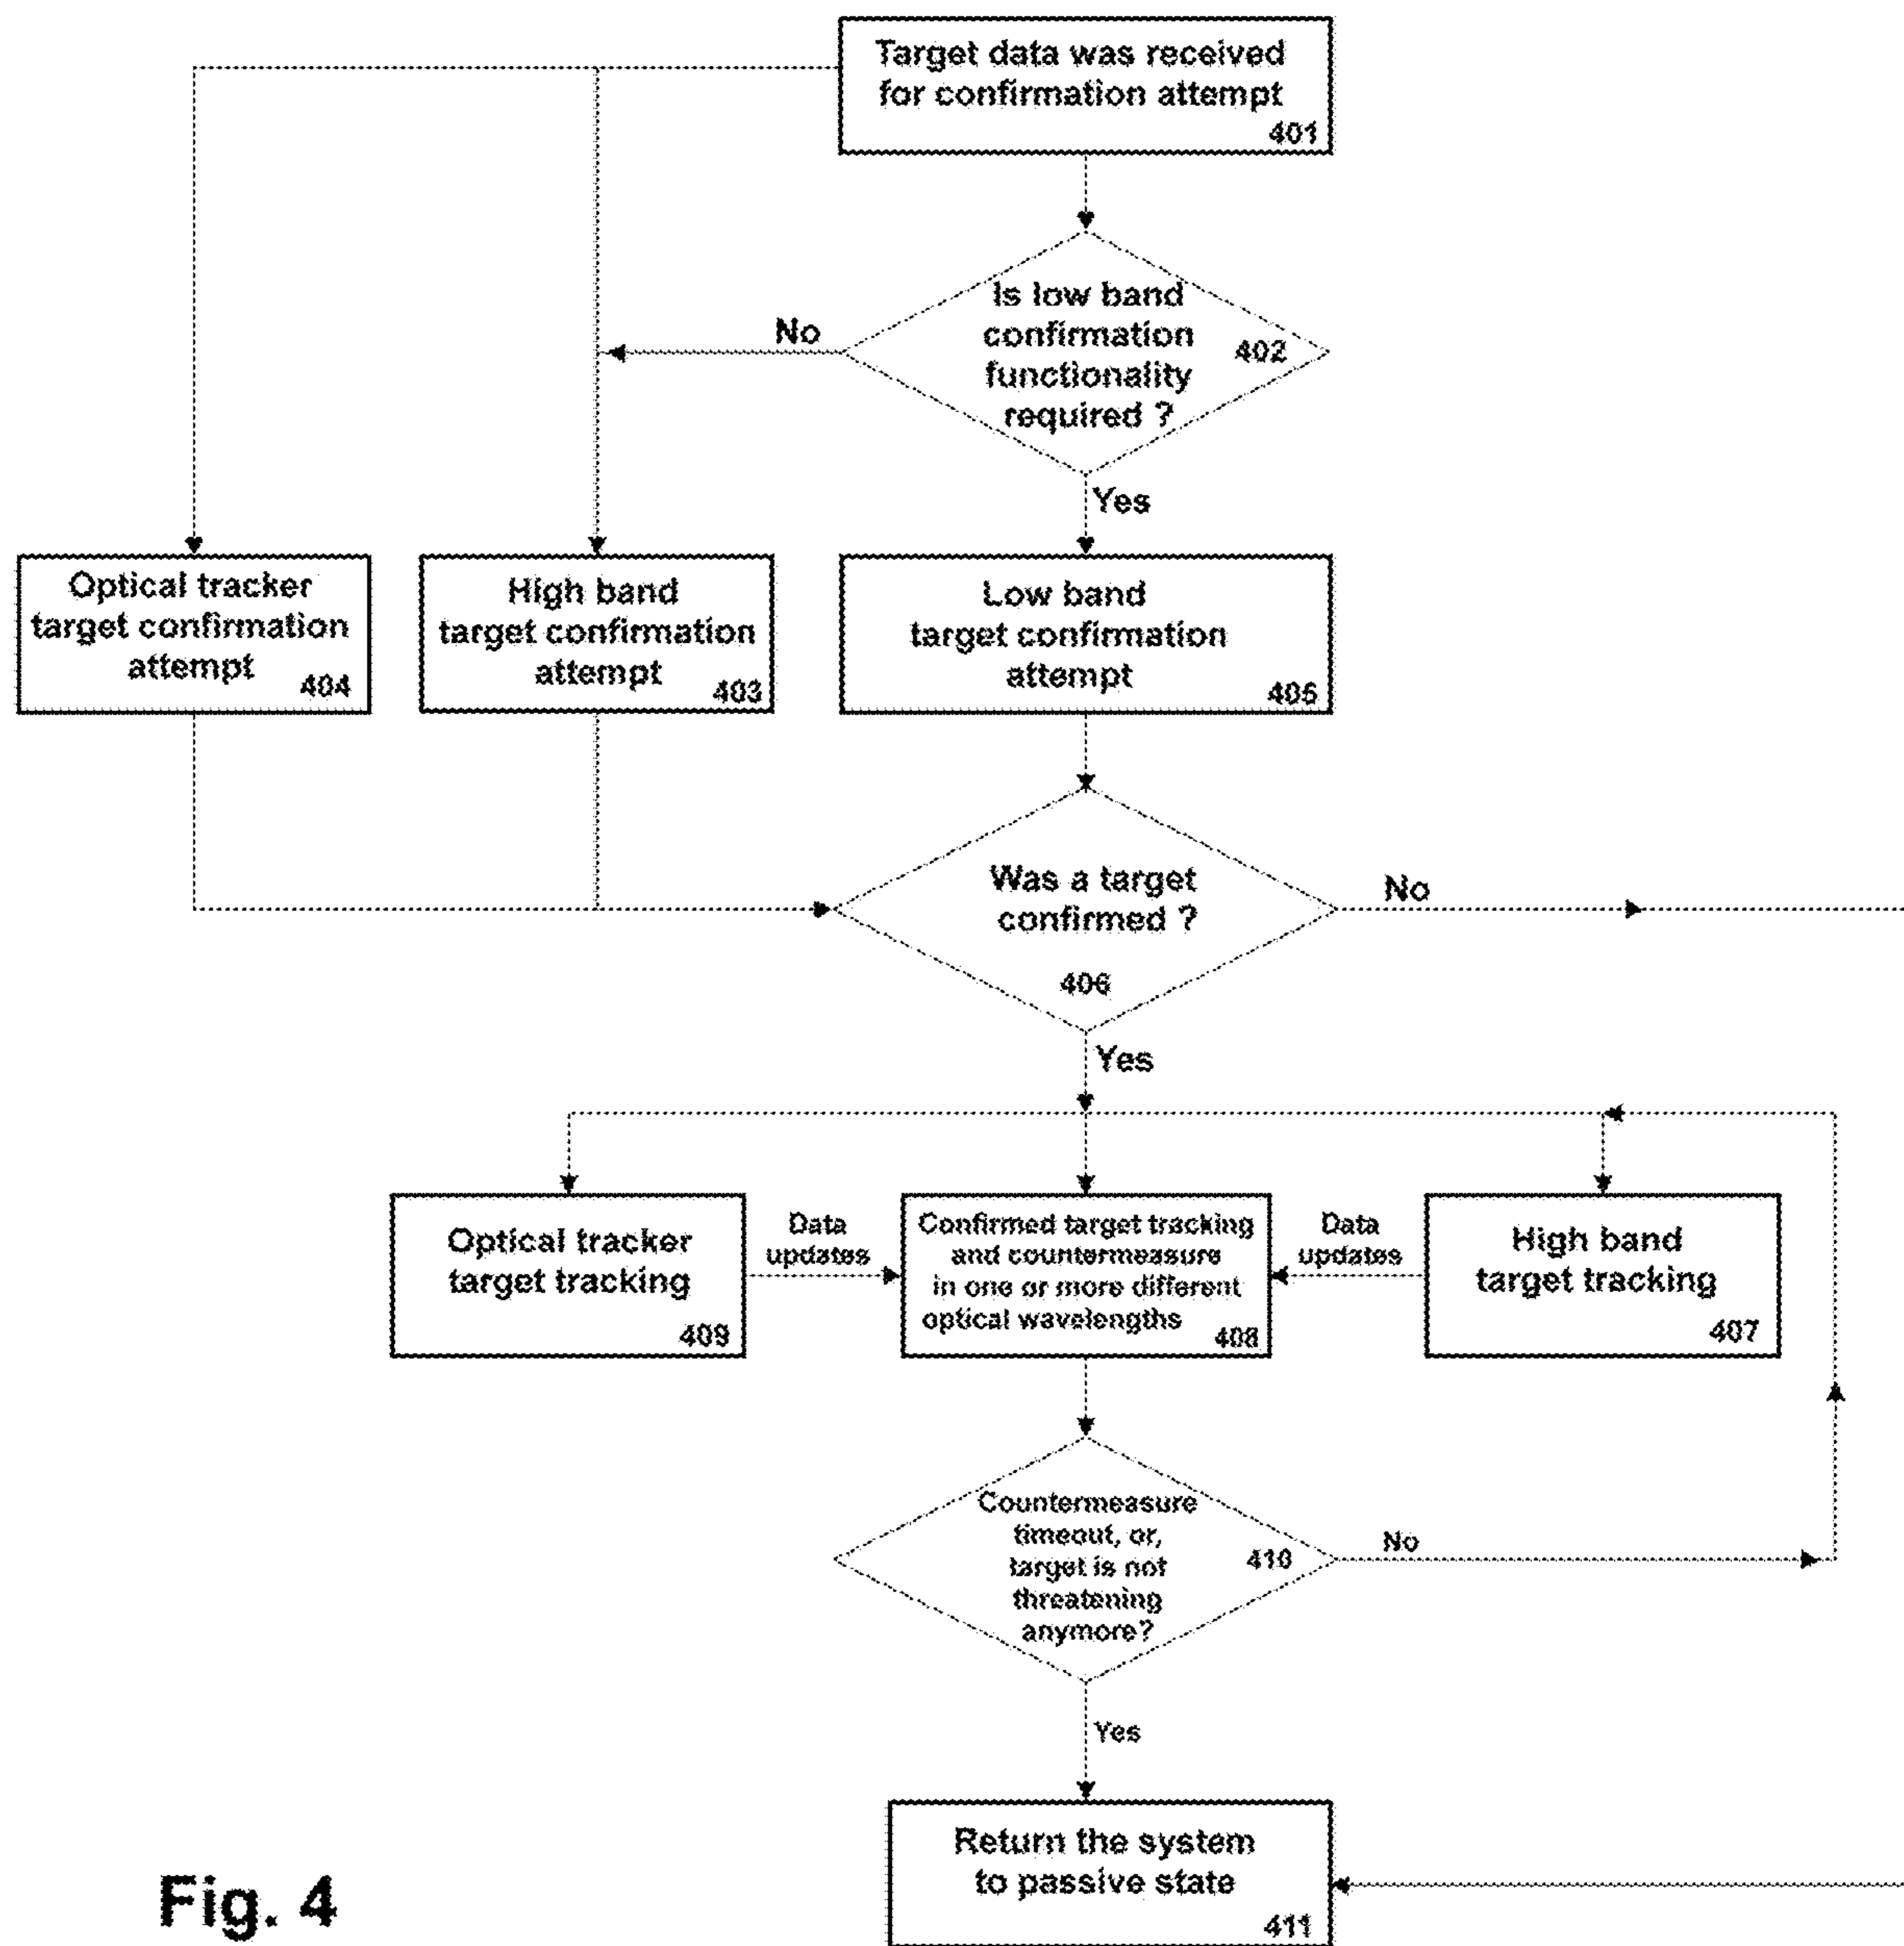 Target data was received
for confirmation attempt
401
Is low band
confirmation
functionality
required ?
402
No
Yes
Optical tracker
target confirmation
attempt
404
High band
target confirmation
attempt
403
Low band
target confirmation
attempt
405
Was a target
confirmed ?
406
No
Yes
Optical tracker
target tracking
409
Data
updates
Confirmed target tracking
and countermeasure
in one or more different
optical wavelengths
408
Data
updates
High band
target tracking
407
Countermeasure
timeout, or,
target is not
threatening
anymore?
410
No
Yes
Return the system
to passive state
411
Fig. 4